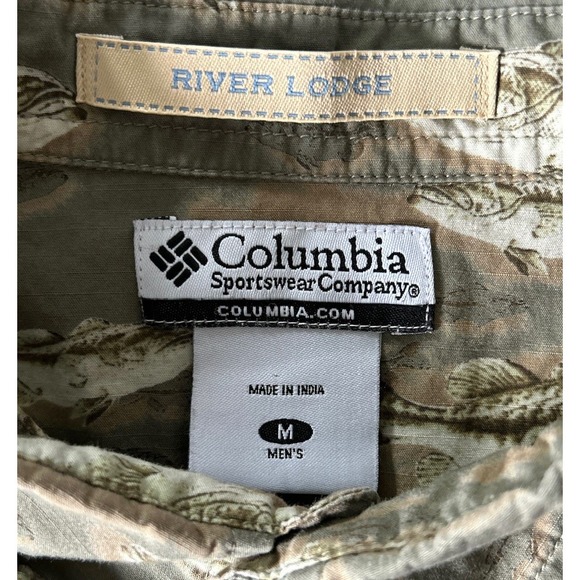 RIVER LODGE
Columbia
Sportswear Company®
COLUMBIA.COM
MADE IN INDIA
M
MEN'S